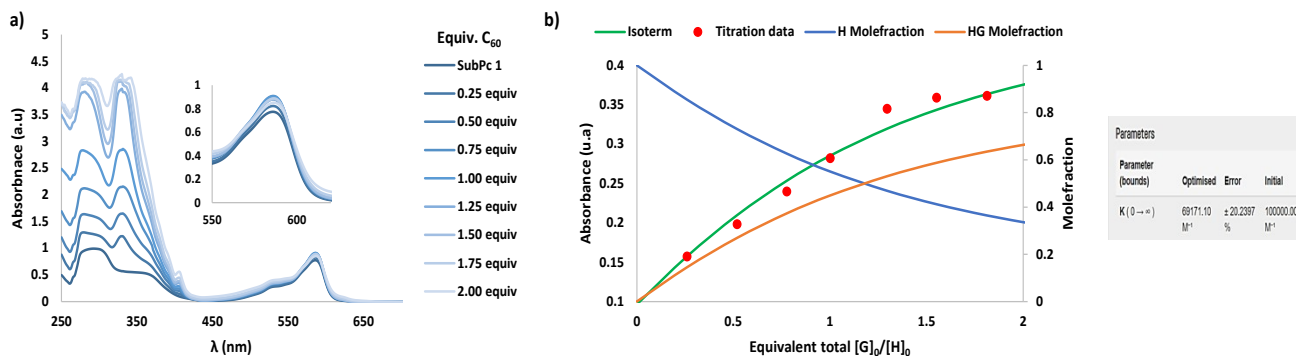 a)
Equiv. C60
SubPc 1
0.25 equiv
0.50 equiv
0.75 equiv
1.00 equiv
1.25 equiv
1.50 equiv
1.75 equiv
2.00 equiv
Absorbnace (a.u)
5
4.5
4
3.5
3
2.5
2
1.5
1
0.5
0
250
350
450
550
650
λ (nm)
1
0.8
0.6
0.4
0.2
0
550
600
b)
Isoterm
Titration data
H Molefraction
HG Molefraction
Absorbance (u.a)
0.4
0.35
0.3
0.25
0.2
0.15
0.1
0
0.5
1
1.5
2
Equivalent total [G]0/[H]0
1
0.8
0.6
0.4
0.2
0
Molefraction
Parameters
Parameter (bounds) Optimised Error Initial
K ( 0 → ∞ ) 69171.10 M⁻¹ ± 20.2397 % 100000.00 M⁻¹